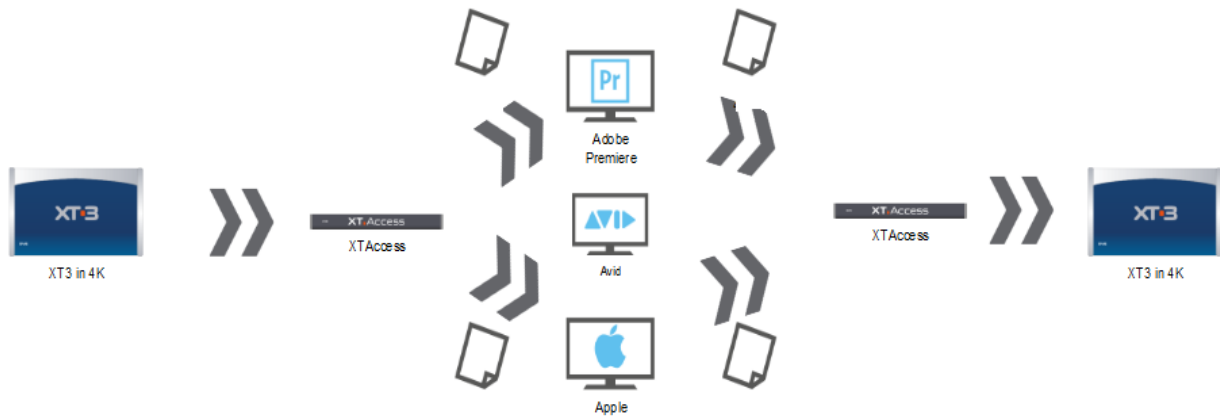 Pr
Adobe
Premiere
XT3
XT3 in 4K
XT Access
XTAccess
AVID
Avid
XT Access
XTAccess
XT3
XT3 in 4K
Apple